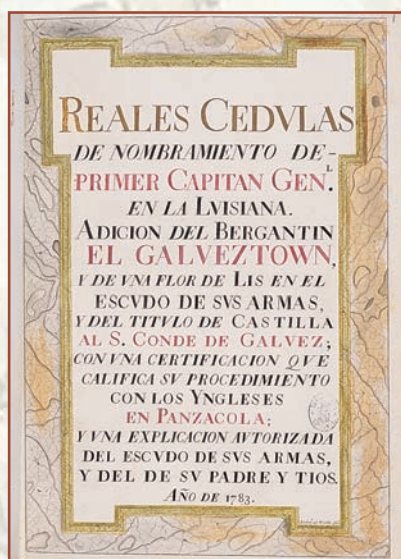 REALES CEDVLAS
DE NOMBRAMIENTO DE-
PRIMER CAPITAN GEN.L
EN LA LVISIANA.
ADICION DEL BERGANTIN
EL GALVEZTOWN,
Y DE VNA FLOR DE LIS EN EL
ESCVDO DE SVS ARMAS,
Y DEL TITVLO DE CASTILLA
AL S. CONDE DE GALVEZ;
CON VNA CERTIFICACION QVE
CALIFICA SV PROCEDIMIENTO
CON LOS YNGLESES
EN PANZACOLA;
Y VNA EXPLICACION AVTORIZADA
DEL ESCVDO DE SVS ARMAS,
Y DEL DE SV PADRE Y TIOS.
AÑO DE 1783.